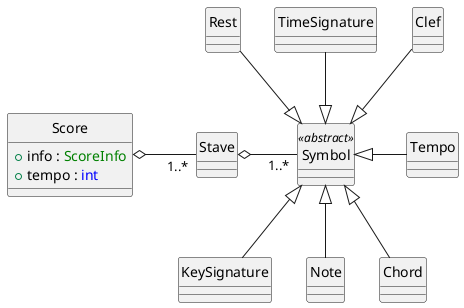 Rest
TimeSignature
Clef
Score
info : ScoreInfo
tempo : int
1..*
Stave
1..*
«abstract»
Symbol
Tempo
KeySignature
Note
Chord